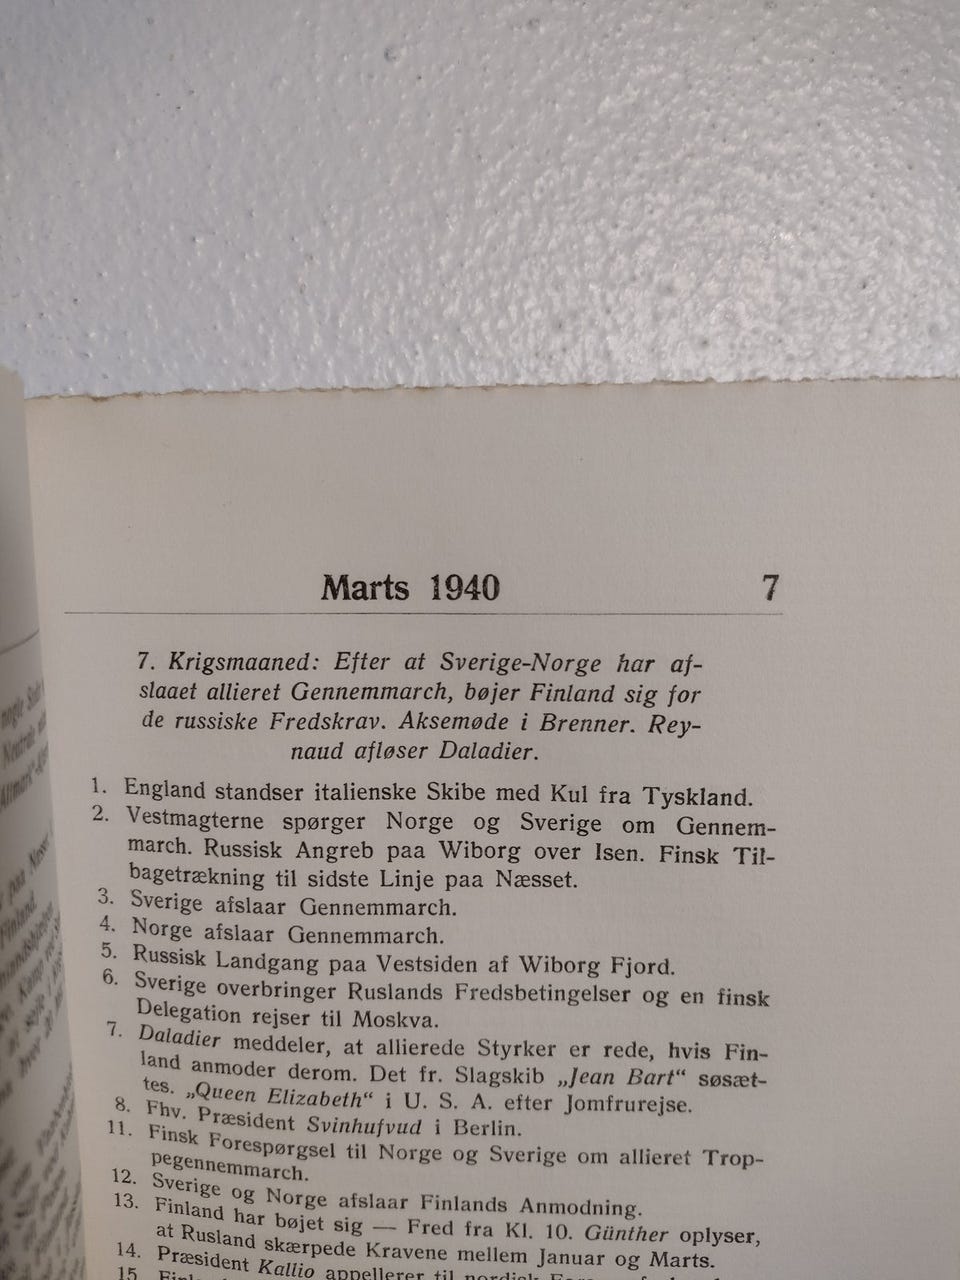 Marts 1940 7
7. Krigsmaaned: Efter at Sverige-Norge har af-
slaaet allieret Gennemmarch, bøjer Finland sig for
de russiske Fredskrav. Aksemøde i Brenner. Rey-
naud afløser Daladier.
1. England standser italienske Skibe med Kul fra Tyskland.
2. Vestmagterne spørger Norge og Sverige om Gennem-
march. Russisk Angreb paa Wiborg over Isen. Finsk Til-
bagetrækning til sidste Linje paa Næsset.
3. Sverige afslaar Gennemmarch.
4. Norge afslaar Gennemmarch.
5. Russisk Landgang paa Vestsiden af Wiborg Fjord.
6. Sverige overbringer Ruslands Fredsbetingelser og en finsk
Delegation rejser til Moskva.
7. Daladier meddeler, at allierede Styrker er rede, hvis Fin-
land anmoder derom. Det fr. Slagskib „Jean Bart“ søsæt-
tes. „Queen Elizabeth“ i U. S. A. efter Jomfrurejse.
8. Fhv. Præsident Svinhufvud i Berlin.
11. Finsk Forespørgsel til Norge og Sverige om allieret Trop-
pegennemmarch.
12. Sverige og Norge afslaar Finlands Anmodning.
13. Finland har bøjet sig — Fred fra Kl. 10. Günther oplyser,
at Rusland skærpede Kravene mellem Januar og Marts.
14. Præsident Kallio appellerer til
15.